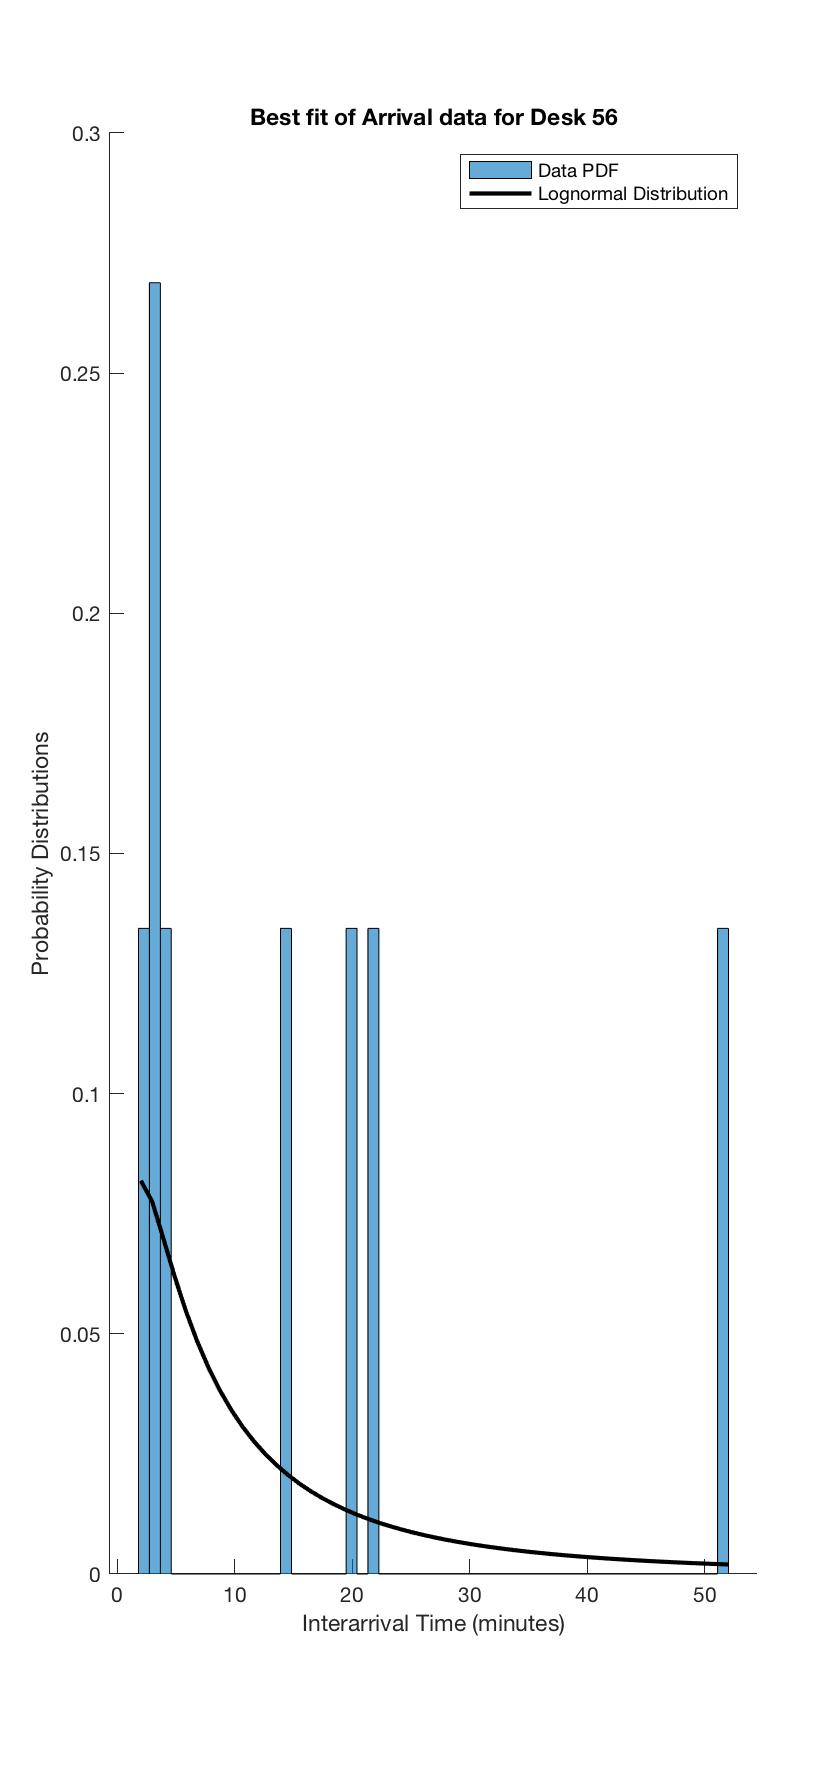 Best fit of Arrival data for Desk 56
Data PDF
Lognormal Distribution
0.3
0.25
0.2
0.15
0.1
0.05
0
Probability Distributions
0 10 20 30 40 50
Interarrival Time (minutes)